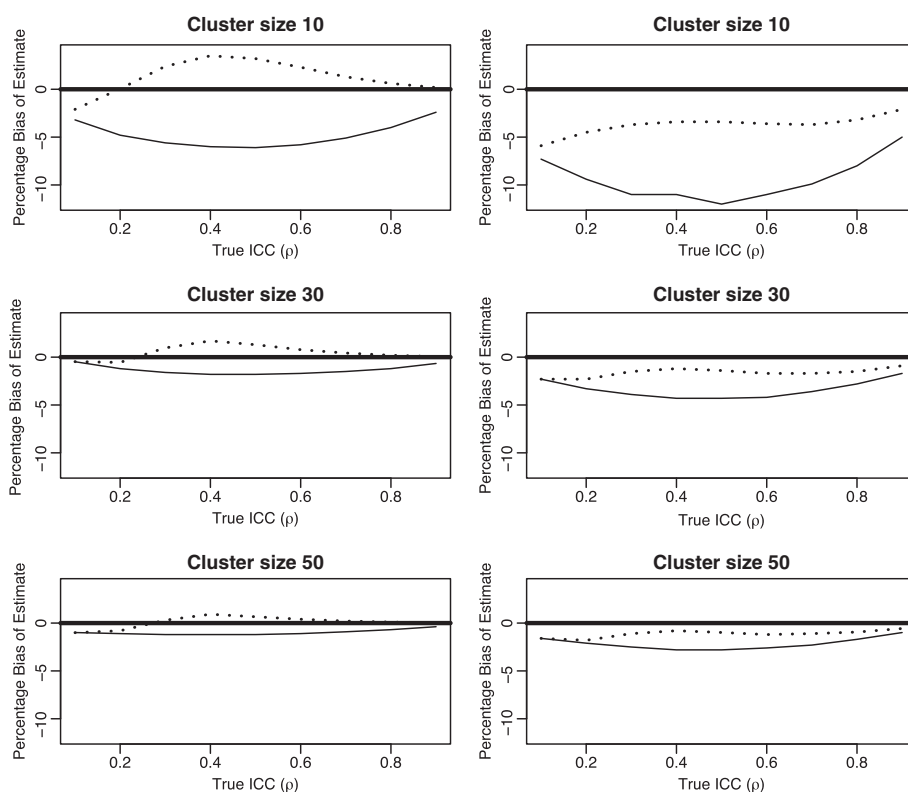 Cluster size 10
Percentage Bias of Estimate
0
−5
−10
0.2 0.4 0.6 0.8
True ICC (ρ)
Cluster size 10
Percentage Bias of Estimate
0
−5
−10
0.2 0.4 0.6 0.8
True ICC (ρ)
Cluster size 30
Percentage Bias of Estimate
0
−5
−10
0.2 0.4 0.6 0.8
True ICC (ρ)
Cluster size 30
Percentage Bias of Estimate
0
−5
−10
0.2 0.4 0.6 0.8
True ICC (ρ)
Cluster size 50
Percentage Bias of Estimate
0
−5
−10
0.2 0.4 0.6 0.8
True ICC (ρ)
Cluster size 50
Percentage Bias of Estimate
0
−5
−10
0.2 0.4 0.6 0.8
True ICC (ρ)